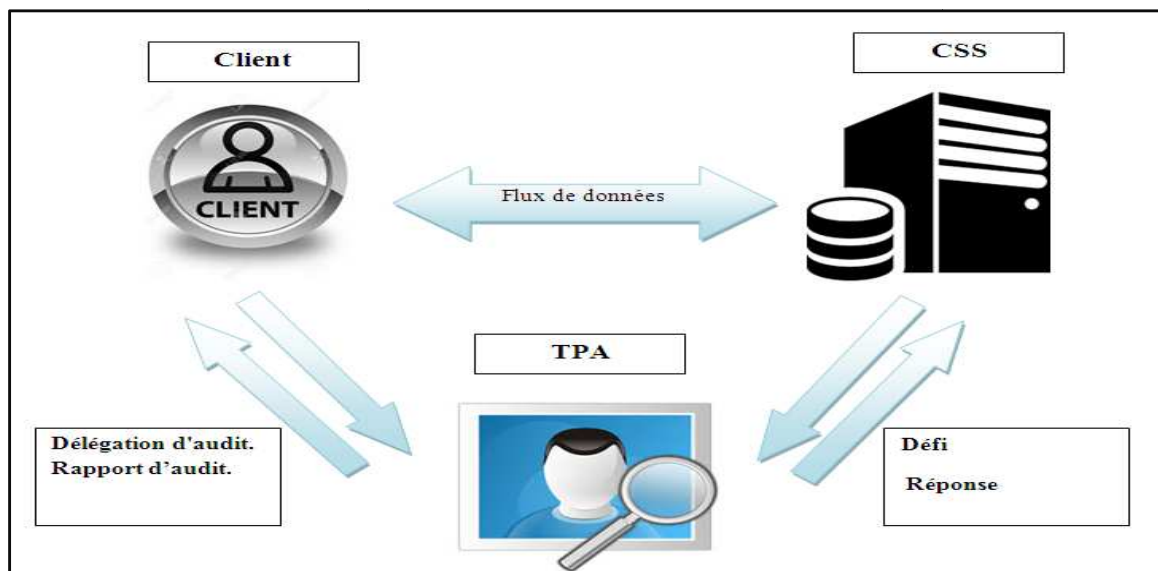 Client
CSS
CLIENT
Flux de données
TPA
Délégation d'audit.
Rapport d’audit.
Défi
Réponse